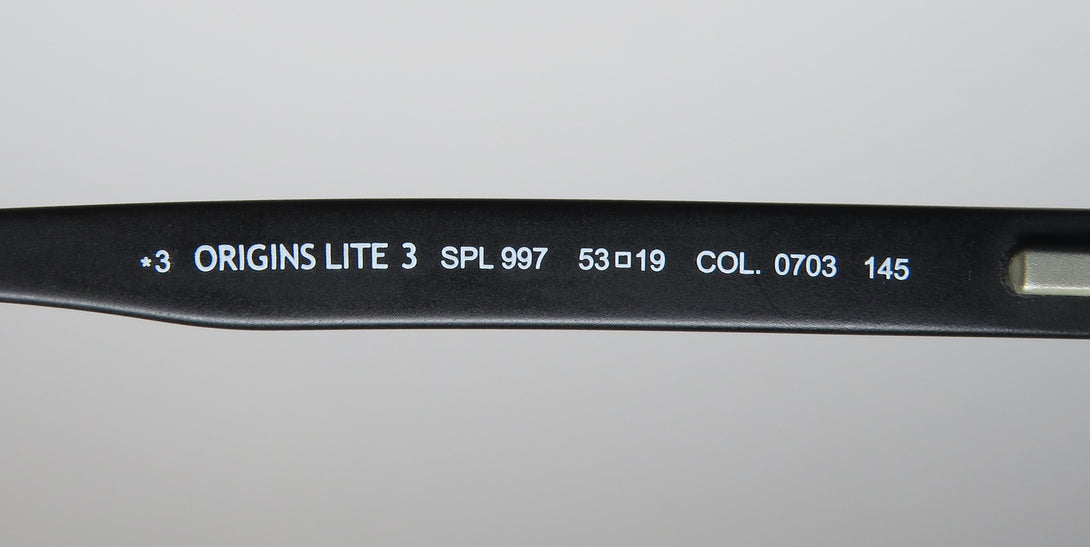 *3 ORIGINS LITE 3 SPL 997 53□19 COL. 0703 145